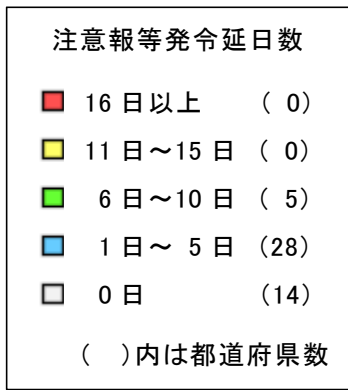 注意報等発令延日数
16 日以上 ( 0)
11 日～15 日 ( 0)
6 日～10 日 ( 5)
1 日～ 5 日 (28)
0 日 (14)
( )内は都道府県数